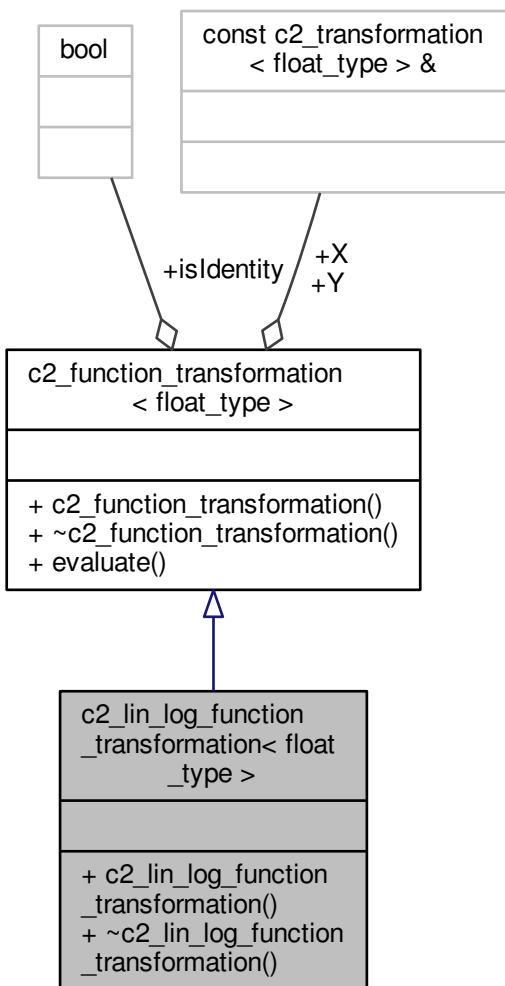 bool
const c2_transformation
< float_type > &
+isIdentity
+X
+Y
c2_function_transformation
< float_type >
+ c2_function_transformation()
+ ~c2_function_transformation()
+ evaluate()
c2_lin_log_function
_transformation< float
_type >
+ c2_lin_log_function
_transformation()
+ ~c2_lin_log_function
_transformation()